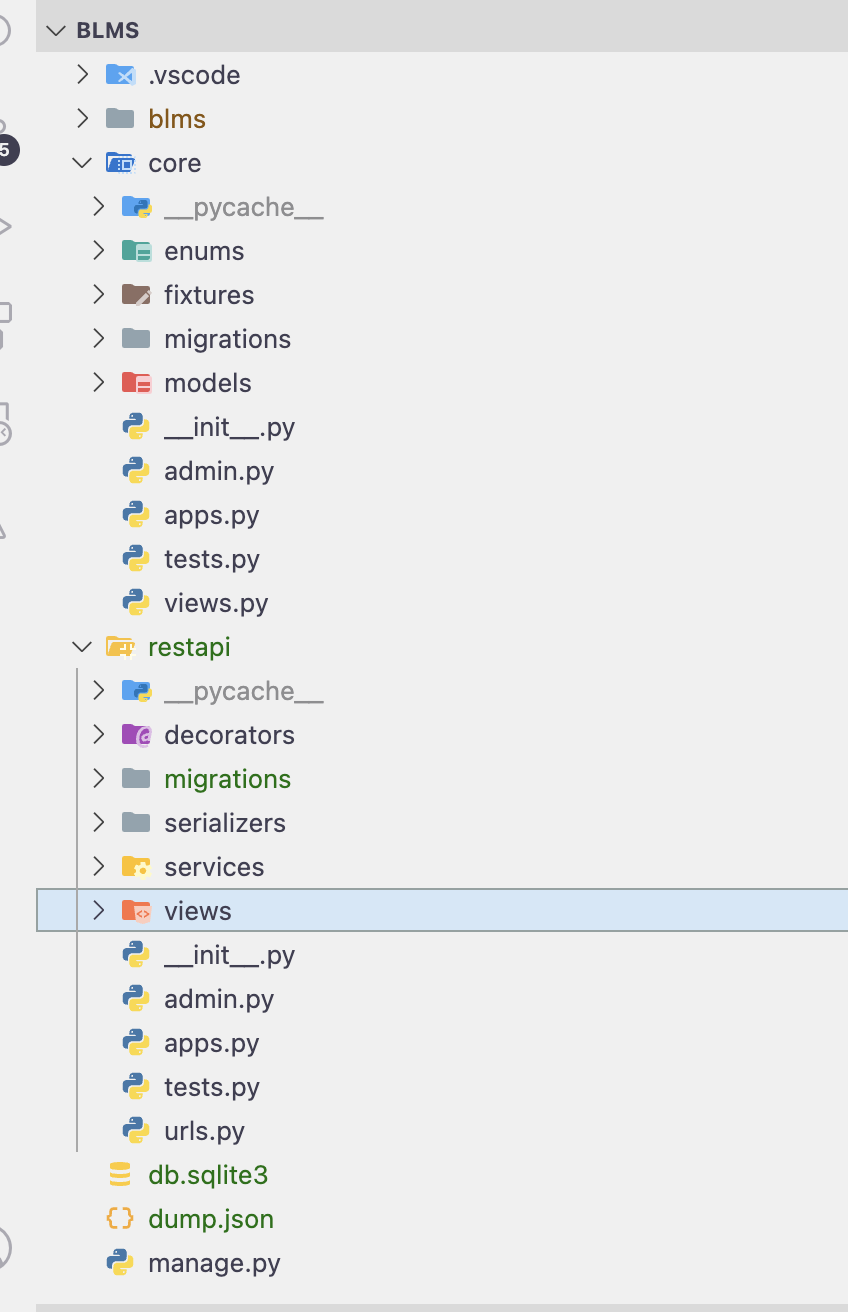 BLMS
.vscode
blms
core
5
__pycache__
enums
fixtures
migrations
models
__init__.py
admin.py
apps.py
tests.py
views.py
restapi
__pycache__
decorators
migrations
serializers
services
views
__init__.py
admin.py
apps.py
tests.py
urls.py
db.sqlite3
dump.json
manage.py